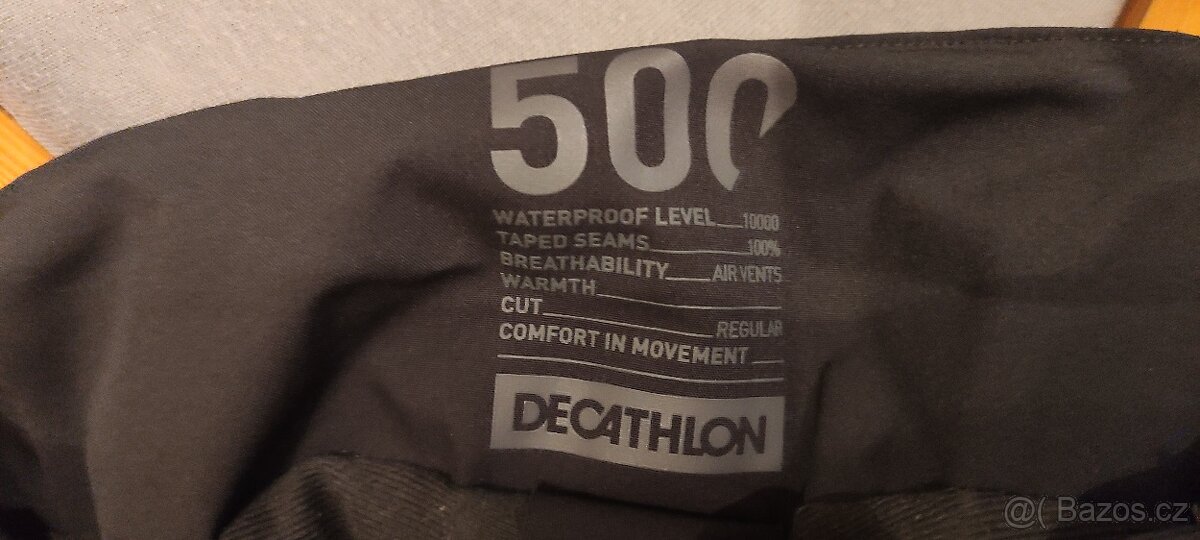 500
WATERPROOF LEVEL 10000
TAPED SEAMS 100%
BREATHABILITY AIR VENTS
WARMTH
CUT REGULAR
COMFORT IN MOVEMENT
DECATHLON
@( Bazos.cz